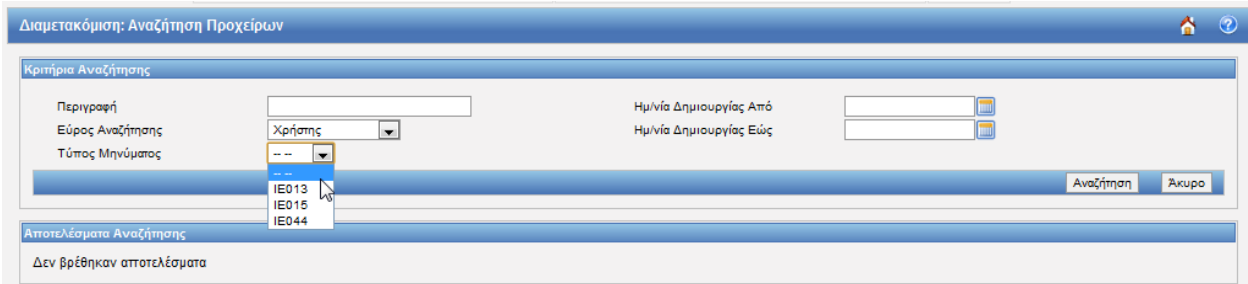 Διαμετακόμιση: Αναζήτηση Προχείρων
Κριτήρια Αναζήτησης
Περιγραφή Ημ/νία Δημιουργίας Από
Εύρος Αναζήτησης Χρήστης Ημ/νία Δημιουργίας Εώς
Τύπος Μηνύματος -- --
-- --
IE013
IE015
IE044
Αναζήτηση Άκυρο
Αποτελέσματα Αναζήτησης
Δεν βρέθηκαν αποτελέσματα